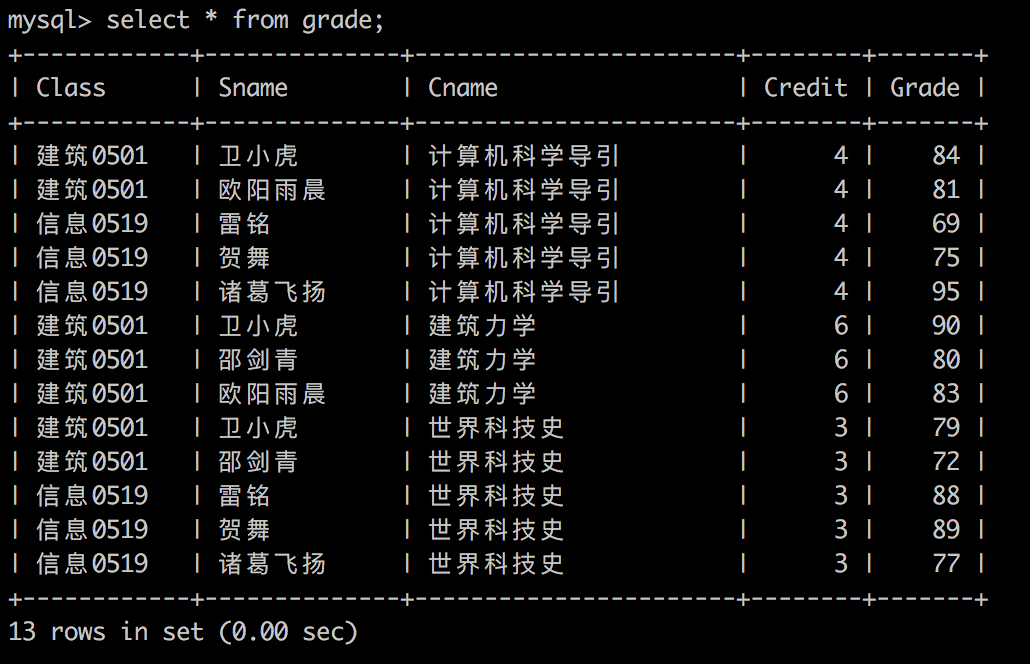 mysql> select * from grade;
+------------+--------------+-----------------------+--------+-------+
| Class      | Sname        | Cname                 | Credit | Grade |
+------------+--------------+-----------------------+--------+-------+
| 建筑0501   | 卫小虎       | 计算机科学导引        |      4 |    84 |
| 建筑0501   | 欧阳雨晨     | 计算机科学导引        |      4 |    81 |
| 信息0519   | 雷铭         | 计算机科学导引        |      4 |    69 |
| 信息0519   | 贺舞         | 计算机科学导引        |      4 |    75 |
| 信息0519   | 诸葛飞扬     | 计算机科学导引        |      4 |    95 |
| 建筑0501   | 卫小虎       | 建筑力学              |      6 |    90 |
| 建筑0501   | 邵剑青       | 建筑力学              |      6 |    80 |
| 建筑0501   | 欧阳雨晨     | 建筑力学              |      6 |    83 |
| 建筑0501   | 卫小虎       | 世界科技史            |      3 |    79 |
| 建筑0501   | 邵剑青       | 世界科技史            |      3 |    72 |
| 信息0519   | 雷铭         | 世界科技史            |      3 |    88 |
| 信息0519   | 贺舞         | 世界科技史            |      3 |    89 |
| 信息0519   | 诸葛飞扬     | 世界科技史            |      3 |    77 |
+------------+--------------+-----------------------+--------+-------+
13 rows in set (0.00 sec)